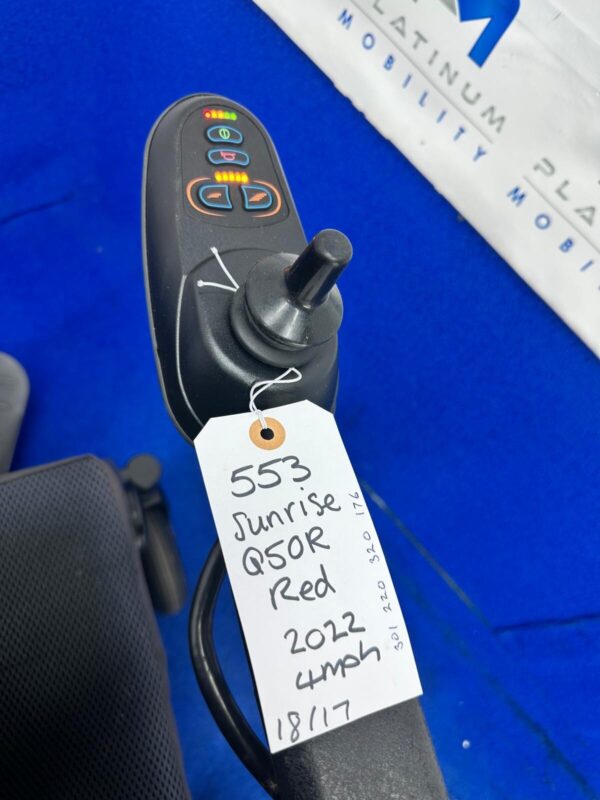 PLATINUM
MOBILITY
PLA
MOBI
553
Sunrise
Q50R
Red
2022
4mph
18/17
301 220 320 176